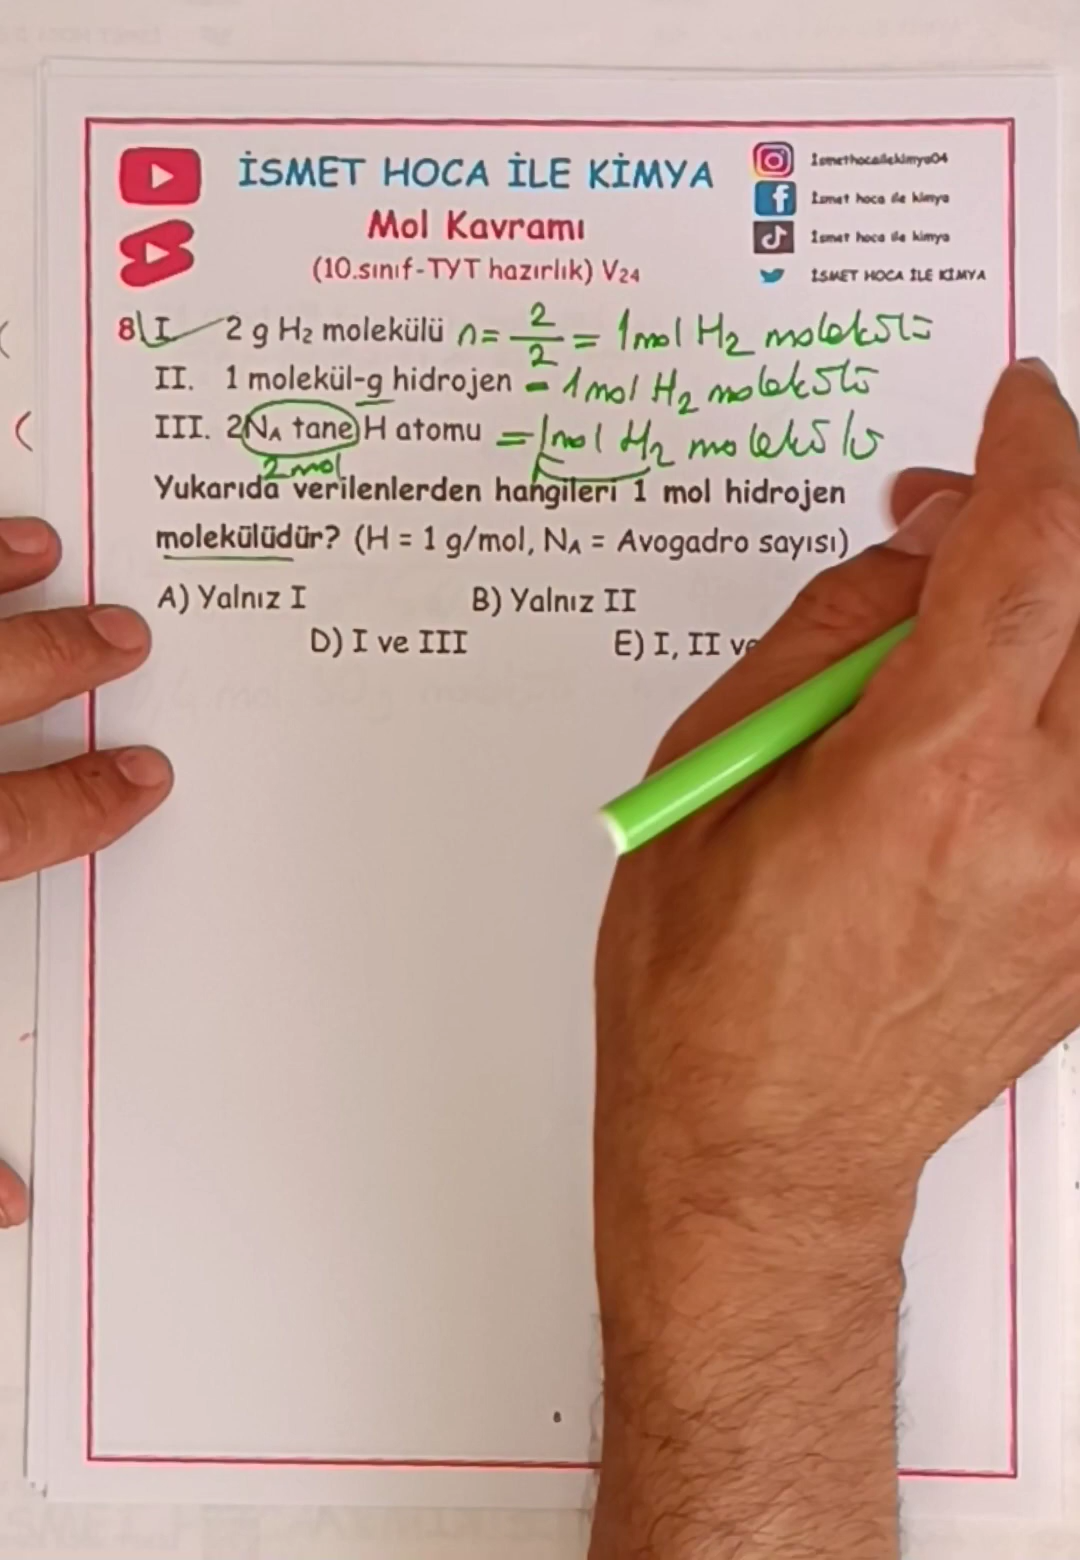 İSMET HOCA İLE KİMYA
Mol Kavramı
(10.sınıf-TYT hazırlık) V24
İsmethocailekimya04
İsmet hoca ile kimya
İsmet hoca ile kimya
İSMET HOCA İLE KİMYA
8\ I 2 g H2 molekülü n = 2/2 = 1 mol H2 molekülü
II. 1 molekül-g hidrojen = 1 mol H2 molekülü
III. 2NA tane H atomu = 1 mol H2 molekülü
2 mol
Yukarıda verilenlerden hangileri 1 mol hidrojen
molekülüdür? (H = 1 g/mol, NA = Avogadro sayısı)
A) Yalnız I B) Yalnız II
D) I ve III E) I, II
8